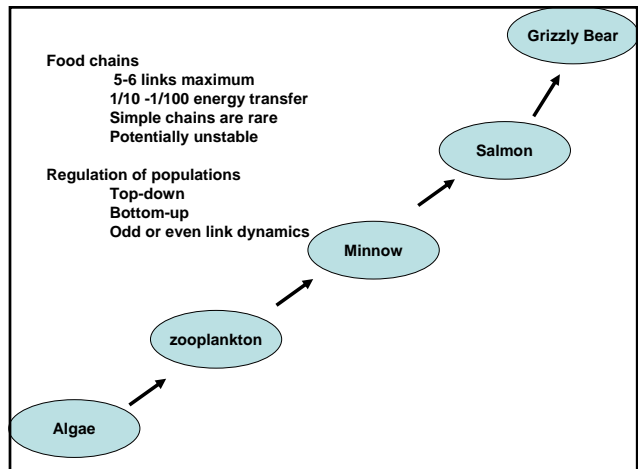 Grizzly Bear
Food chains
5-6 links maximum
1/10 -1/100 energy transfer
Simple chains are rare
Potentially unstable
Salmon
Regulation of populations
Top-down
Bottom-up
Odd or even link dynamics
Minnow
zooplankton
Algae